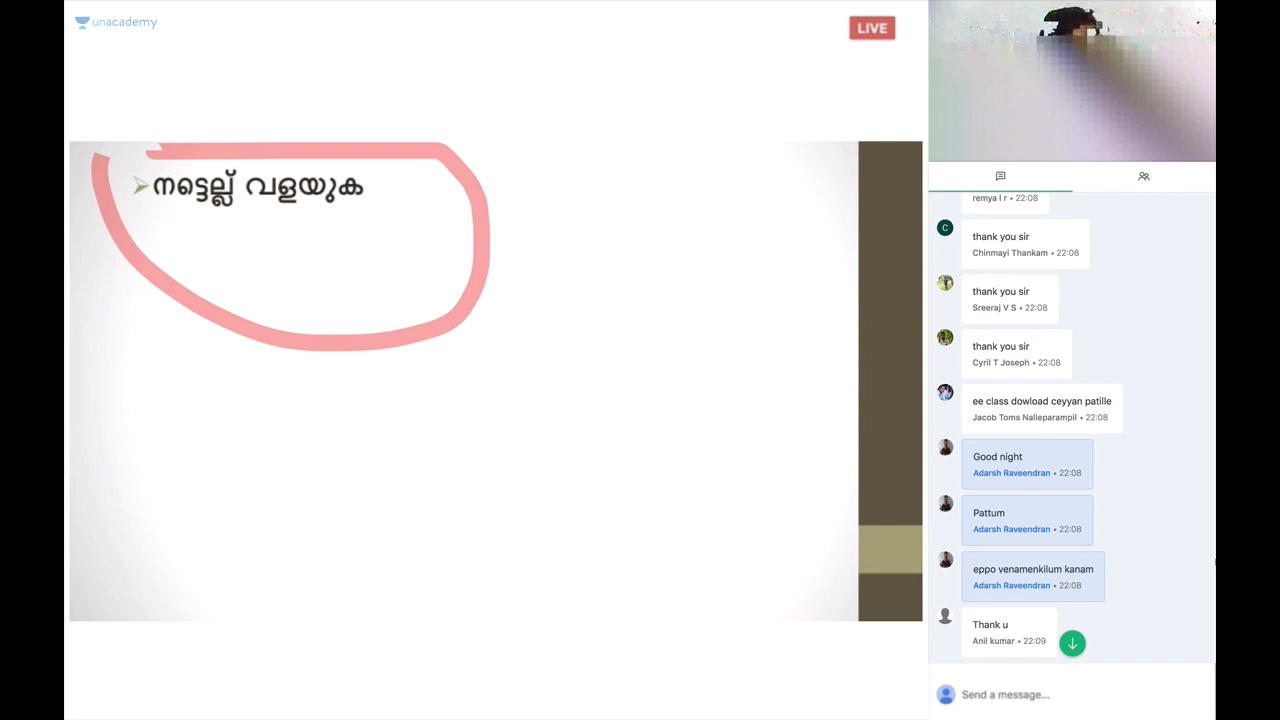 unacademy
LIVE
നട്ടെല്ല് വളയുക
remya l r • 22:08
C
thank you sir
Chinmayi Thankam • 22:08
thank you sir
Sreeraj V S • 22:08
thank you sir
Cyril T Joseph • 22:08
ee class dowload ceyyan patille
Jacob Toms Nalleparampil • 22:08
Good night
Adarsh Raveendran • 22:08
Pattum
Adarsh Raveendran • 22:08
eppo venamenkilum kanam
Adarsh Raveendran • 22:08
Thank u
Anil kumar • 22:09
Send a message...